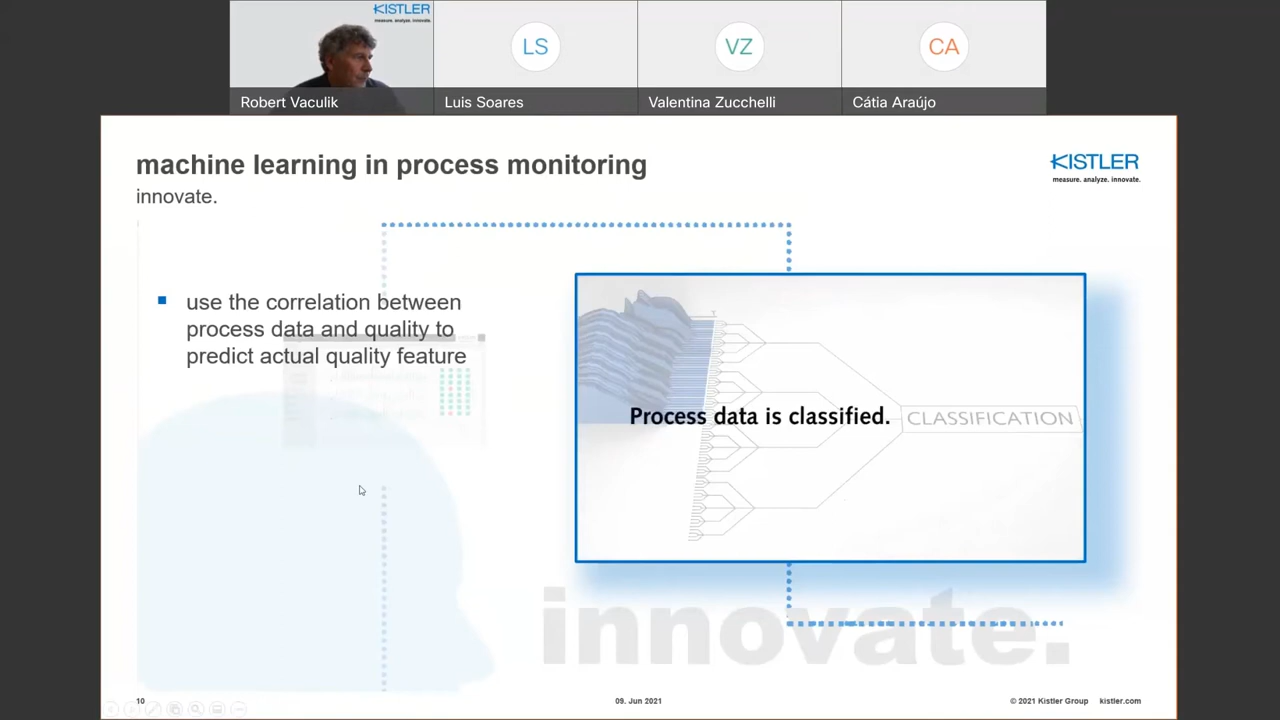 KISTLER
measure. analyze. innovate.
LS
VZ
CA
Robert Vaculik
Luis Soares
Valentina Zucchelli
Cátia Araújo
machine learning in process monitoring
innovate.
KISTLER
measure. analyze. innovate.
use the correlation between
process data and quality to
predict actual quality feature
Process data is classified.
CLASSIFICATION
innovate.
10
09. Jun 2021
© 2021 Kistler Group
kistler.com